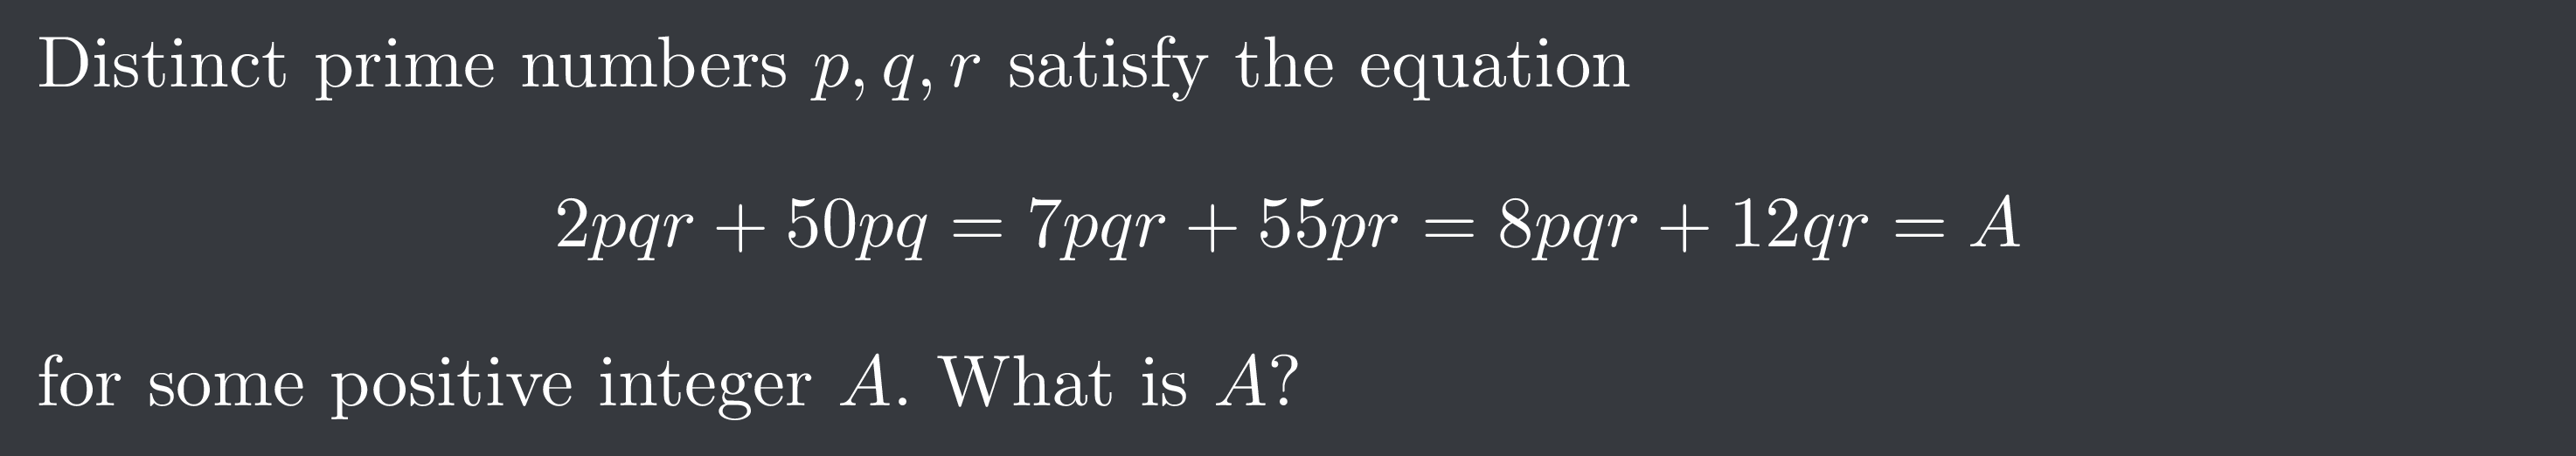 Distinct prime numbers p, q, r satisfy the equation
2pqr + 50pq = 7pqr + 55pr = 8pqr + 12qr = A
for some positive integer A. What is A?